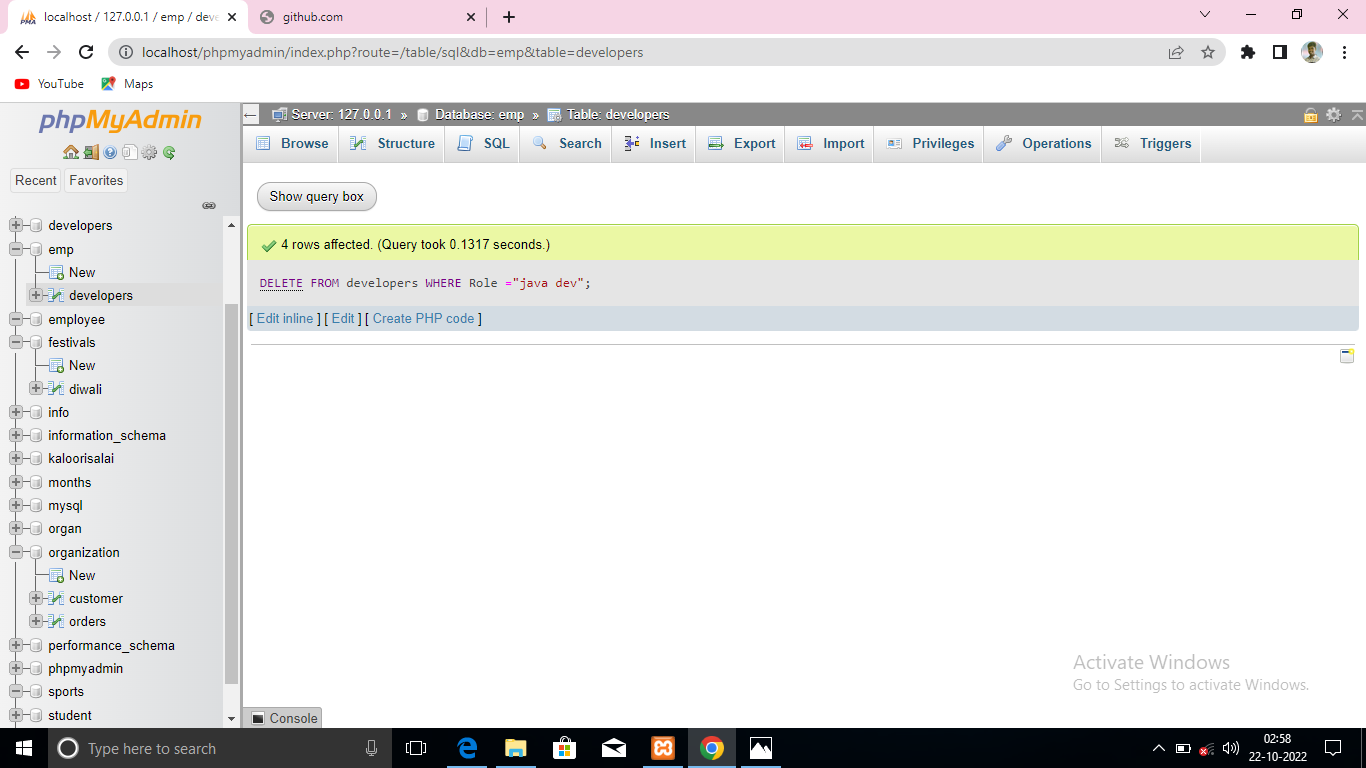 localhost / 127.0.0.1 / emp / deve
github.com
localhost/phpmyadmin/index.php?route=/table/sql&db=emp&table=developers
YouTube
Maps
phpMyAdmin
Recent
Favorites
developers
emp
New
developers
employee
festivals
New
diwali
info
information_schema
kaloorisalai
months
mysql
organ
organization
New
customer
orders
performance_schema
phpmyadmin
sports
student
Server: 127.0.0.1 » Database: emp » Table: developers
Browse Structure SQL Search Insert Export Import Privileges Operations Triggers
Show query box
4 rows affected. (Query took 0.1317 seconds.)
DELETE FROM developers WHERE Role ="java dev";
[ Edit inline ] [ Edit ] [ Create PHP code ]
Activate Windows
Go to Settings to activate Windows.
Console
Type here to search
02:58
22-10-2022